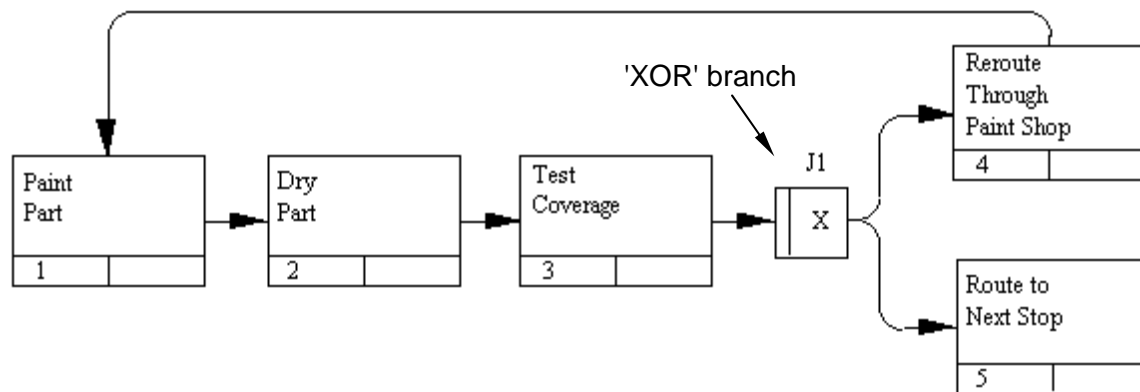 'XOR' branch
Reroute
Through
Paint Shop
4
Paint
Part
1
Dry
Part
2
Test
Coverage
3
J1
X
Route to
Next Stop
5